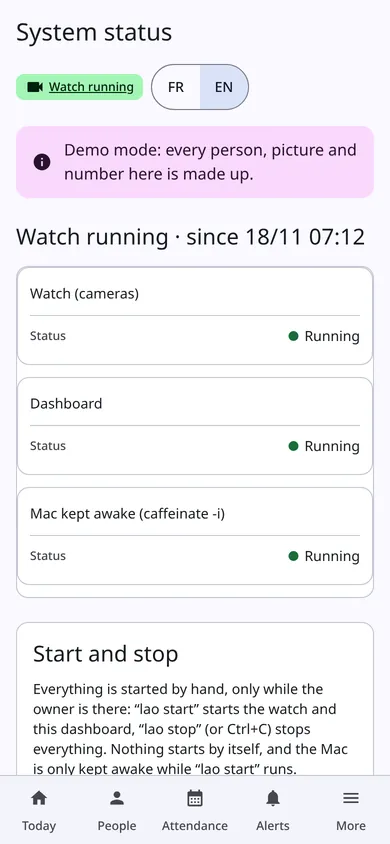 System status
Watch running
FR
EN
Demo mode: every person, picture and
number here is made up.
Watch running · since 18/11 07:12
Watch (cameras)
Status
Running
Dashboard
Status
Running
Mac kept awake (caffeinate -i)
Status
Running
Start and stop
Everything is started by hand, only while the
owner is there: “lao start” starts the watch and
this dashboard, “lao stop” (or Ctrl+C) stops
everything. Nothing starts by itself, and the Mac
is only kept awake while “lao start” runs.
Today
People
Attendance
Alerts
More